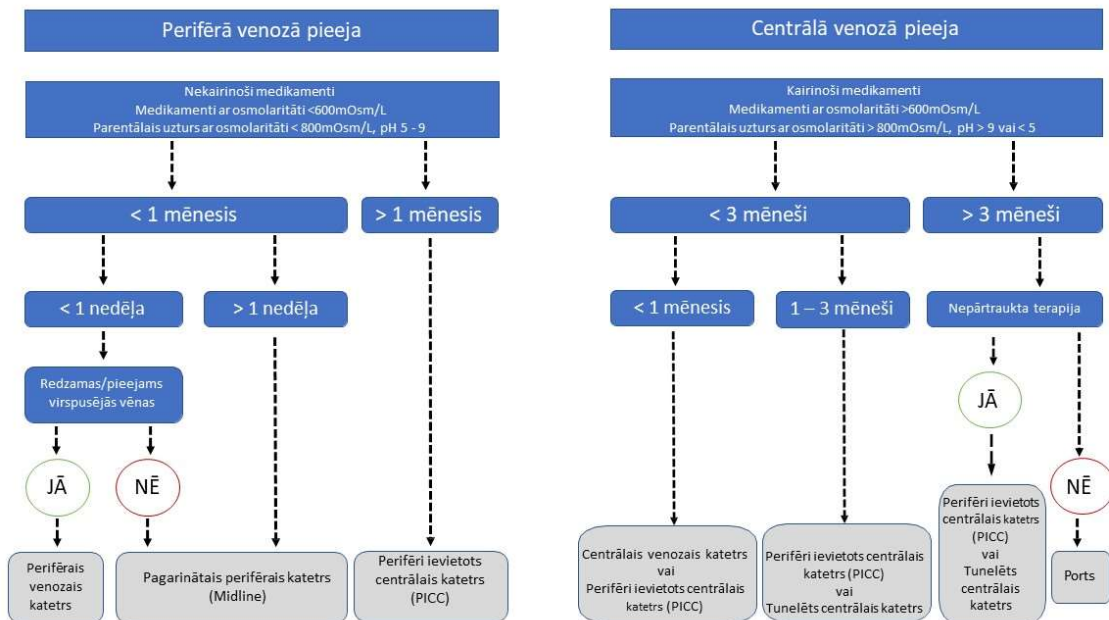 Perifērā venozā pieeja
Nekairinoši medikamenti
Medikamenti ar osmolaritāti <600mOsm/L
Parentālais uzturs ar osmolaritāti < 800mOsm/L, pH 5 - 9
< 1 mēnesis
> 1 mēnesis
< 1 nedēļa
> 1 nedēļa
Redzamas/pieejams
virspusējās vēnas
JĀ
NĒ
Perifērais
venozais
katetrs
Pagarinātais perifērais katetrs
(Midline)
Perifēri ievietots
centrālais katetrs
(PICC)
Centrālā venozā pieeja
Kairinoši medikamenti
Medikamenti ar osmolaritāti >600mOsm/L
Parentālais uzturs ar osmolaritāti > 800mOsm/L, pH > 9 vai < 5
< 3 mēneši
> 3 mēneši
< 1 mēnesis
1 – 3 mēneši
Nepārtraukta terapija
JĀ
NĒ
Centrālais venozais katetrs
vai
Perifēri ievietots centrālais
katetrs (PICC)
Perifēri ievietots centrālais
katetrs (PICC)
vai
Tunelēts centrālais katetrs
Perifēri ievietots
centrālais katetrs
(PICC)
vai
Tunelēts
centrālais
katetrs
Ports